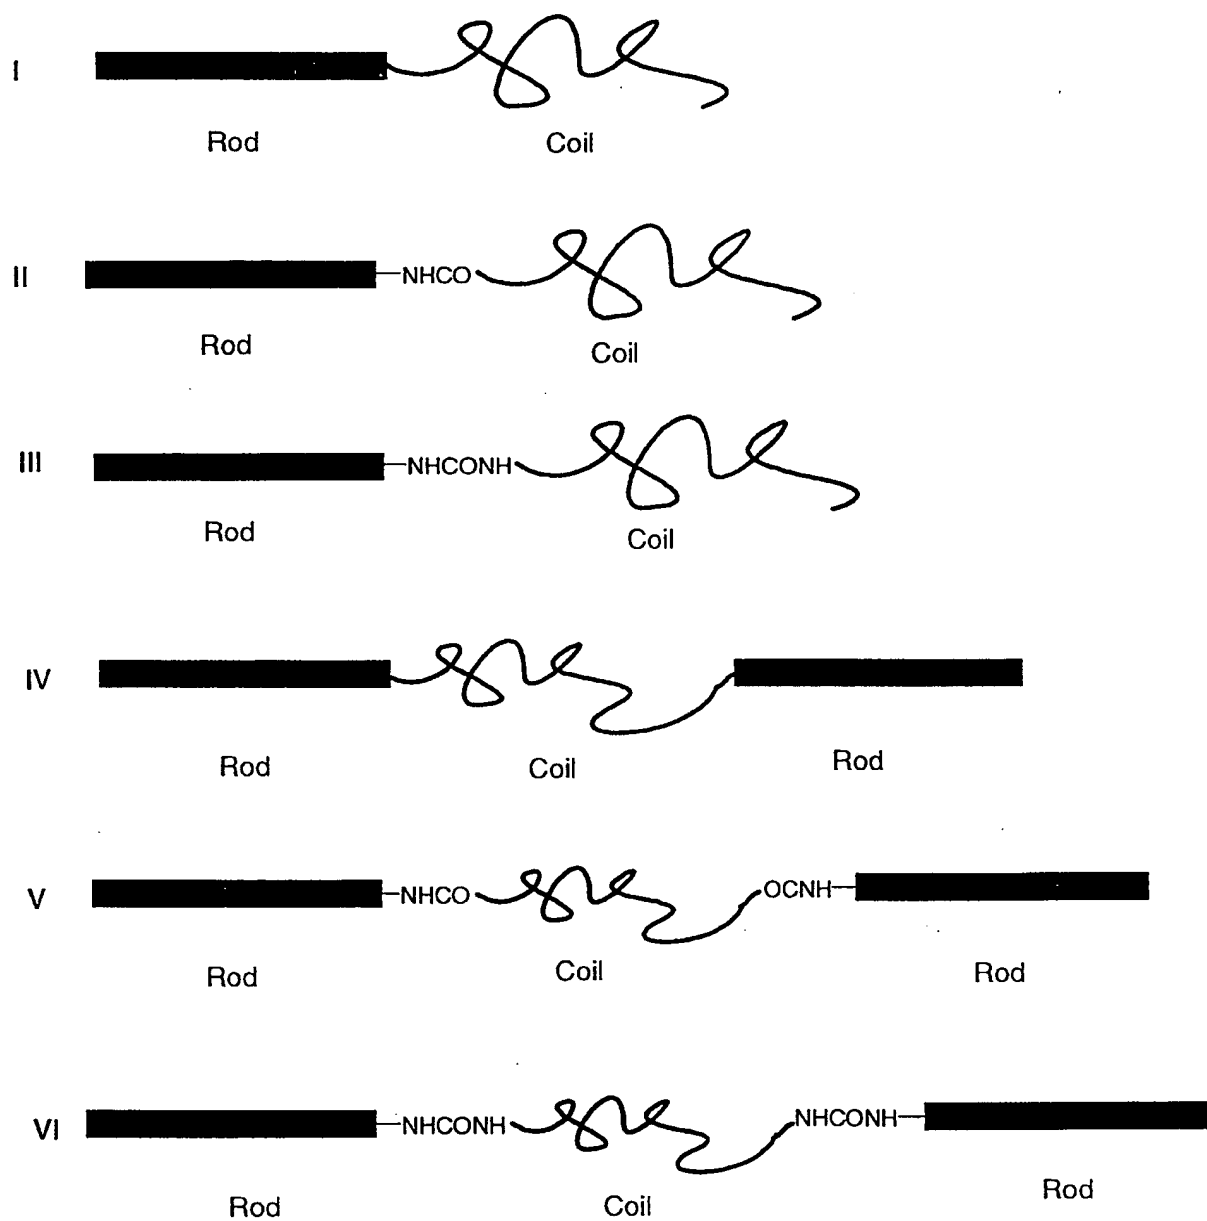 I
Rod Coil
II —NHCO
Rod Coil
III —NHCONH
Rod Coil
IV
Rod Coil Rod
V —NHCO OCNH—
Rod Coil Rod
VI —NHCONH NHCONH—
Rod Coil Rod